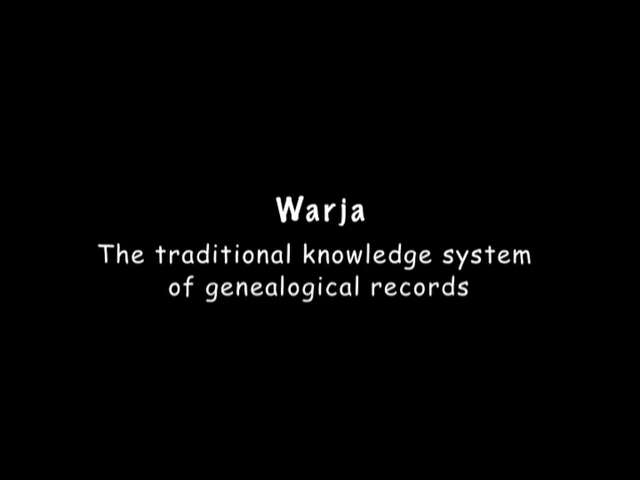 Warja
The traditional knowledge system
of genealogical records